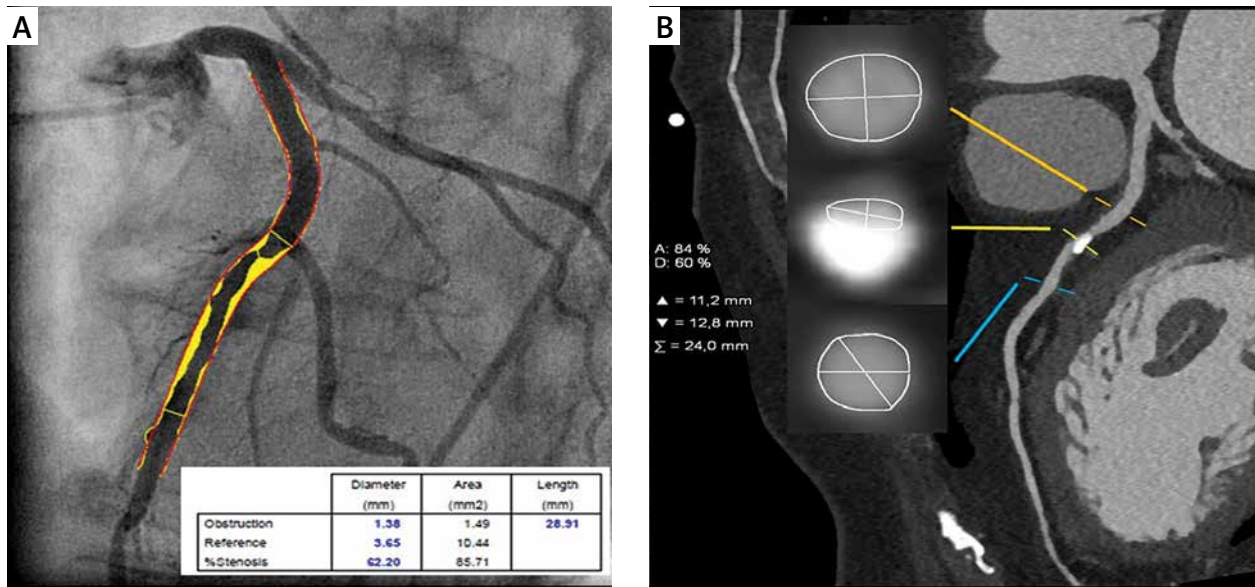 A
Diameter Area Length
(mm) (mm2) (mm)
Obstruction 1.38 1.49 28.91
Reference 3.65 10.44
%Stenosis 62.20 85.71
B
A: 84 %
D: 60 %
▲ = 11,2 mm
▼ = 12,8 mm
Σ = 24,0 mm